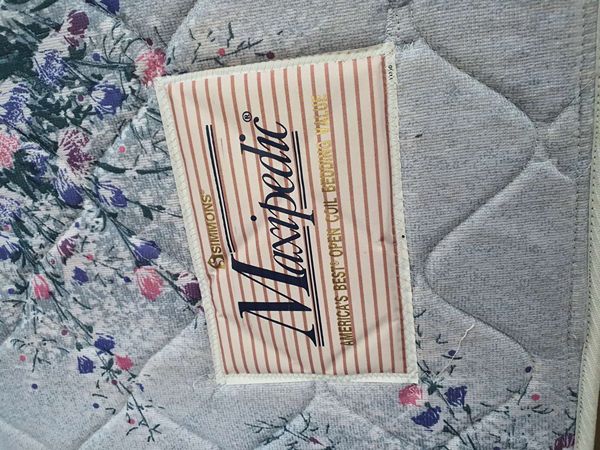 SIMMONS®
Maxipedic®
AMERICA'S BEST® OPEN COIL BEDDING VALUE